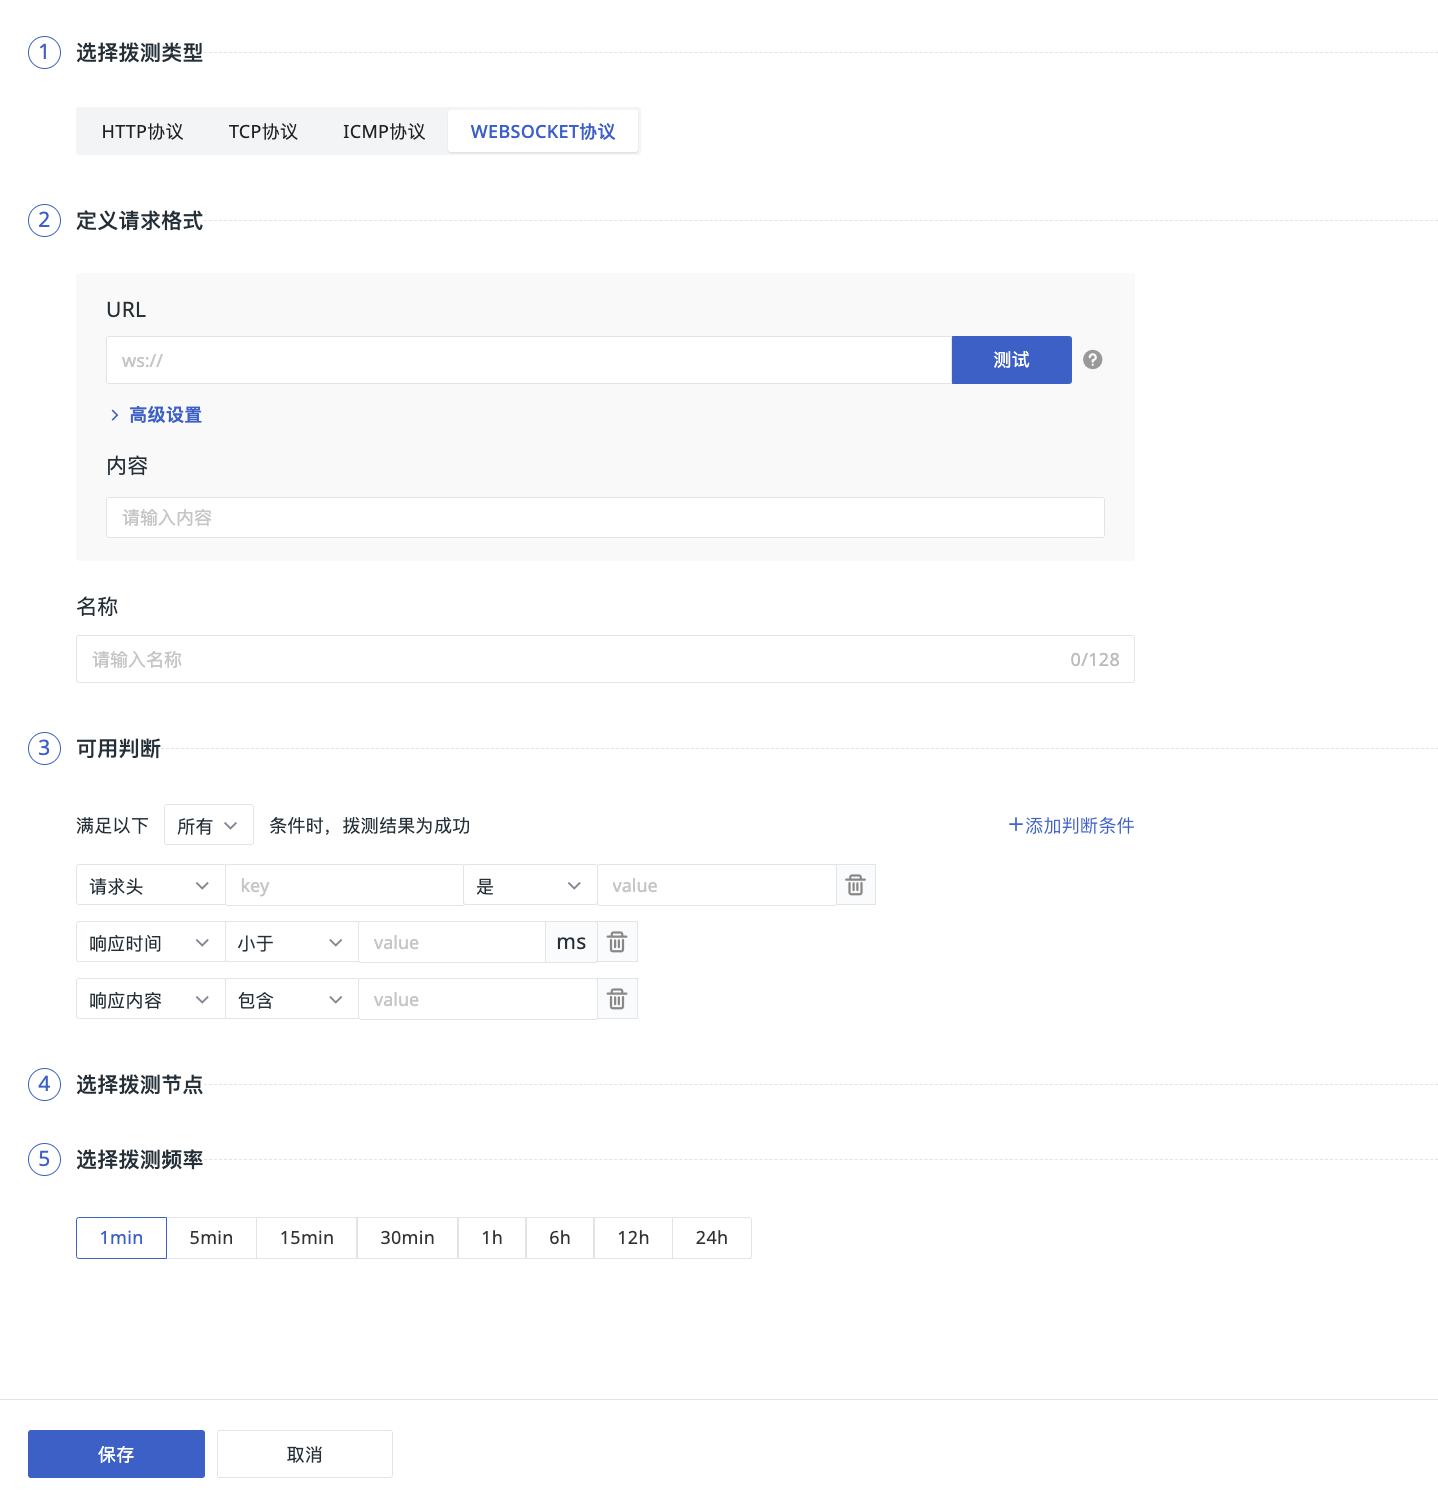 1 选择拨测类型
HTTP协议 TCP协议 ICMP协议 WEBSOCKET协议
2 定义请求格式
URL
ws:// 测试 ?
高级设置
内容
请输入内容
名称
请输入名称 0/128
3 可用判断
满足以下 所有 条件时，拨测结果为成功 +添加判断条件
请求头 key 是 value
响应时间 小于 value ms
响应内容 包含 value
4 选择拨测节点
5 选择拨测频率
1min 5min 15min 30min 1h 6h 12h 24h
保存 取消